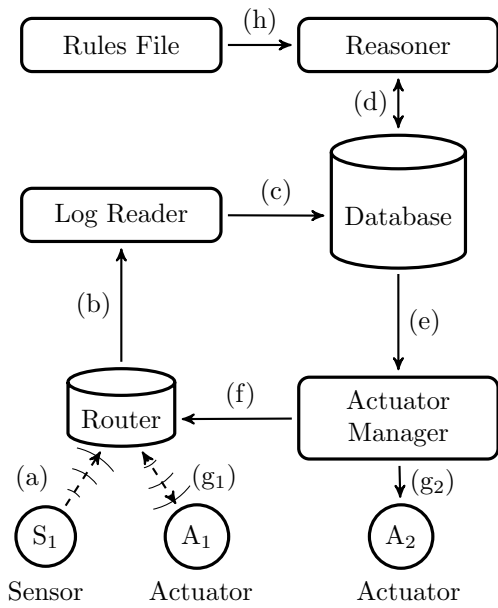 (h)
Rules File
Reasoner
(d)
(c)
Log Reader
Database
(b)
(e)
(f)
Actuator
Manager
Router
(a)
(g₁)
(g₂)
S₁
A₁
A₂
Sensor
Actuator
Actuator